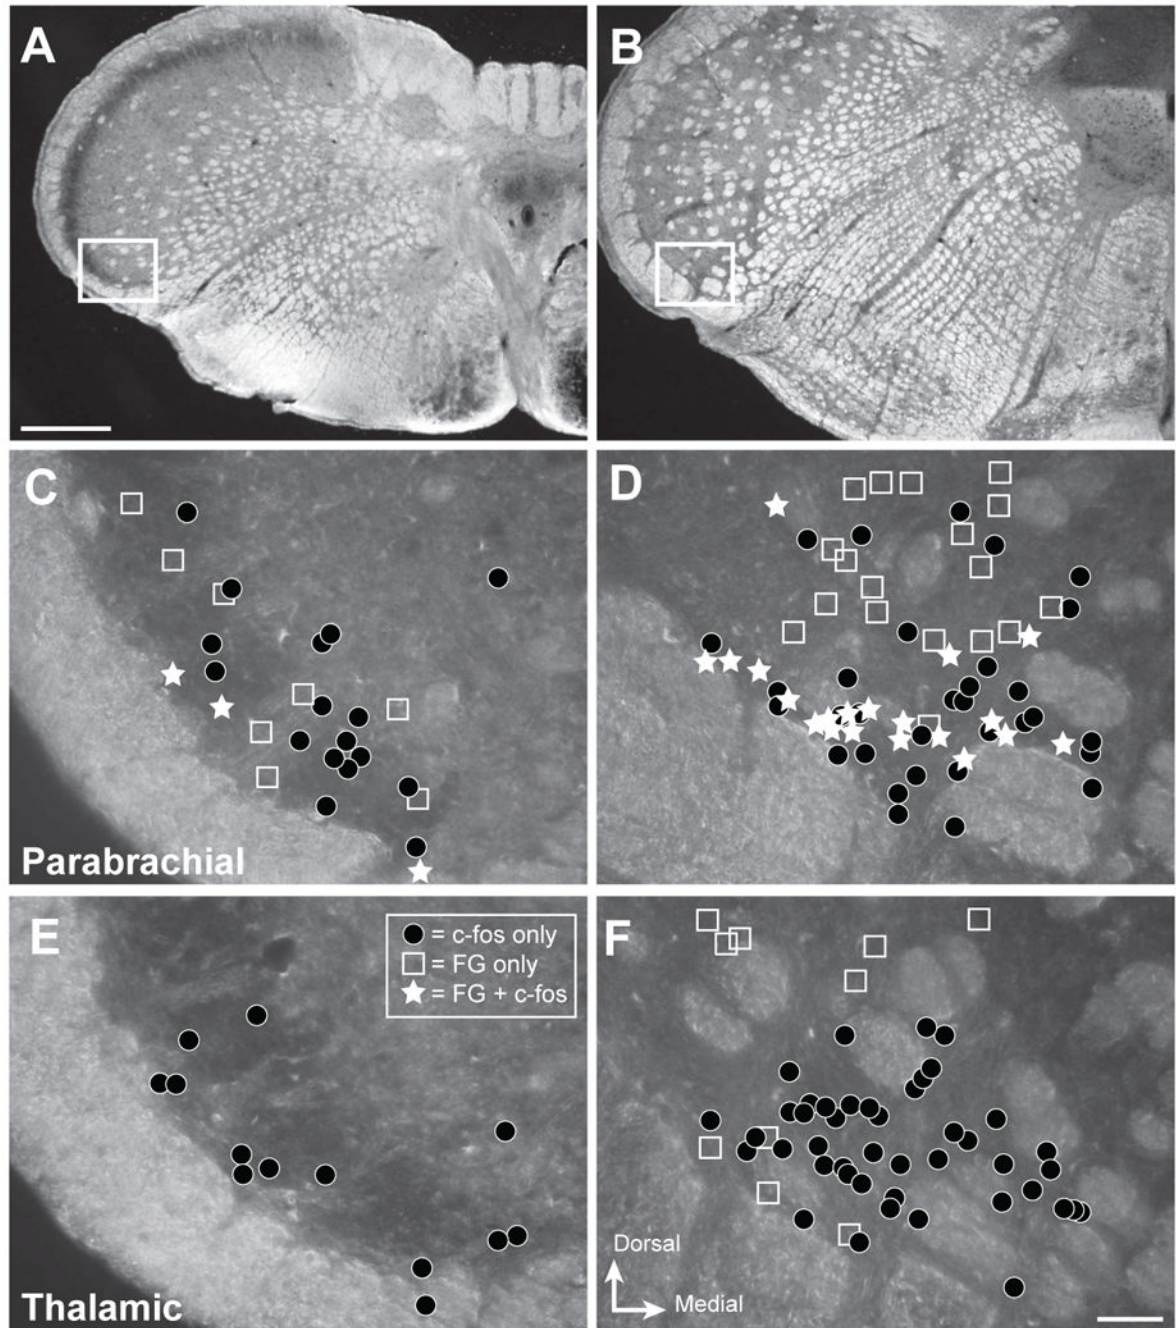 A
B
C
D
Parabrachial
E
= c-fos only
= FG only
= FG + c-fos
F
Dorsal
Medial
Thalamic